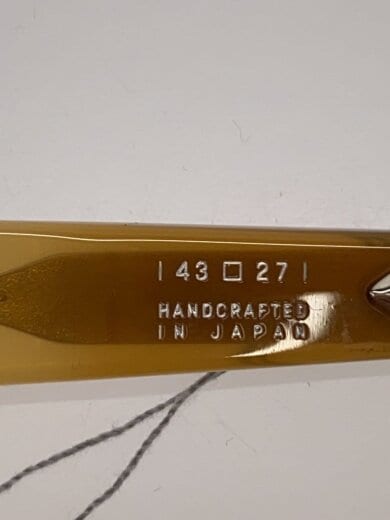 | 43 □ 27 |
HANDCRAFTED
IN JAPAN